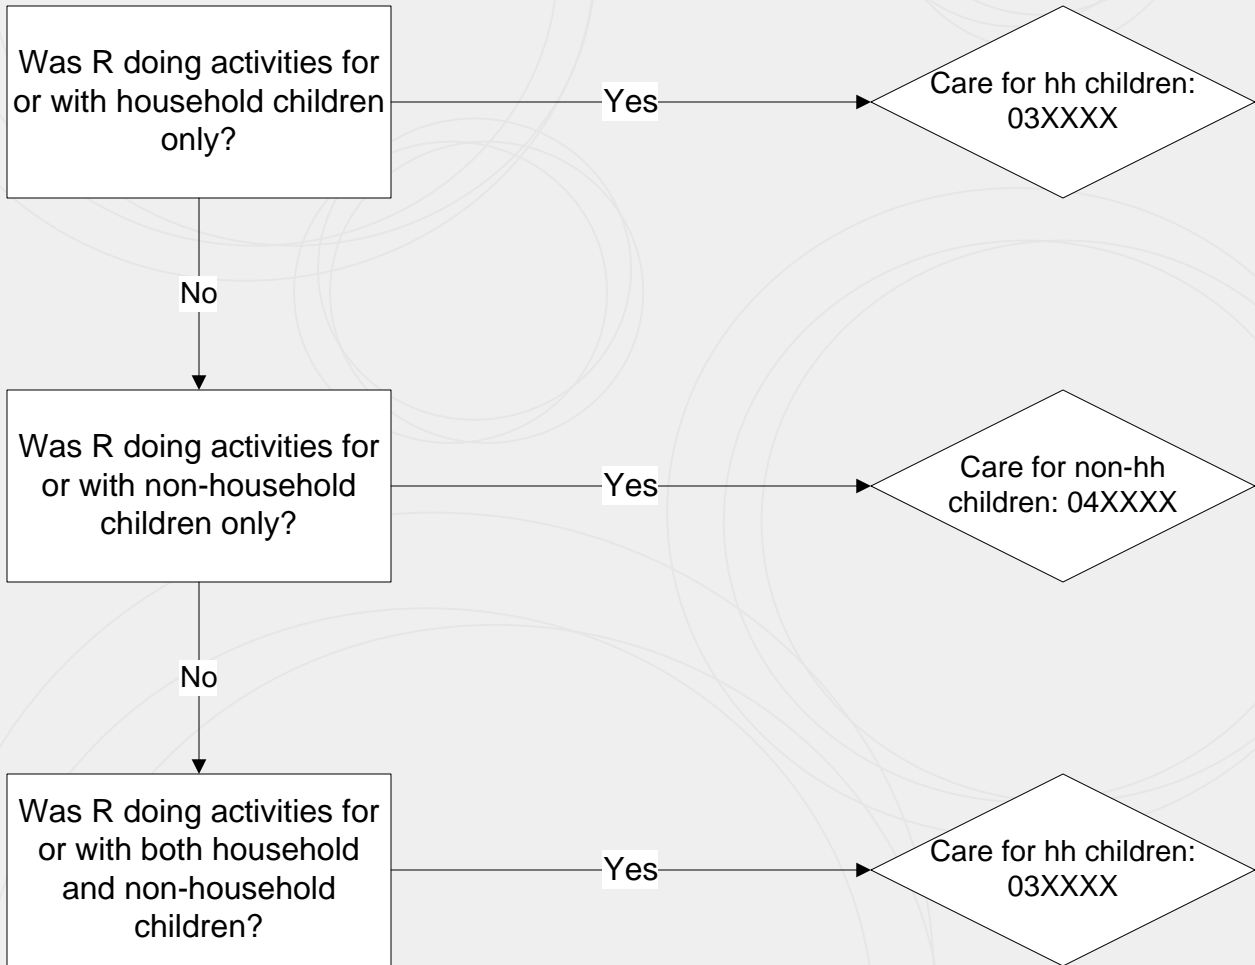 Was R doing activities for
or with household children
only?
Yes
Care for hh children:
03XXXX
No
Was R doing activities for
or with non-household
children only?
Yes
Care for non-hh
children: 04XXXX
No
Was R doing activities for
or with both household
and non-household
children?
Yes
Care for hh children:
03XXXX